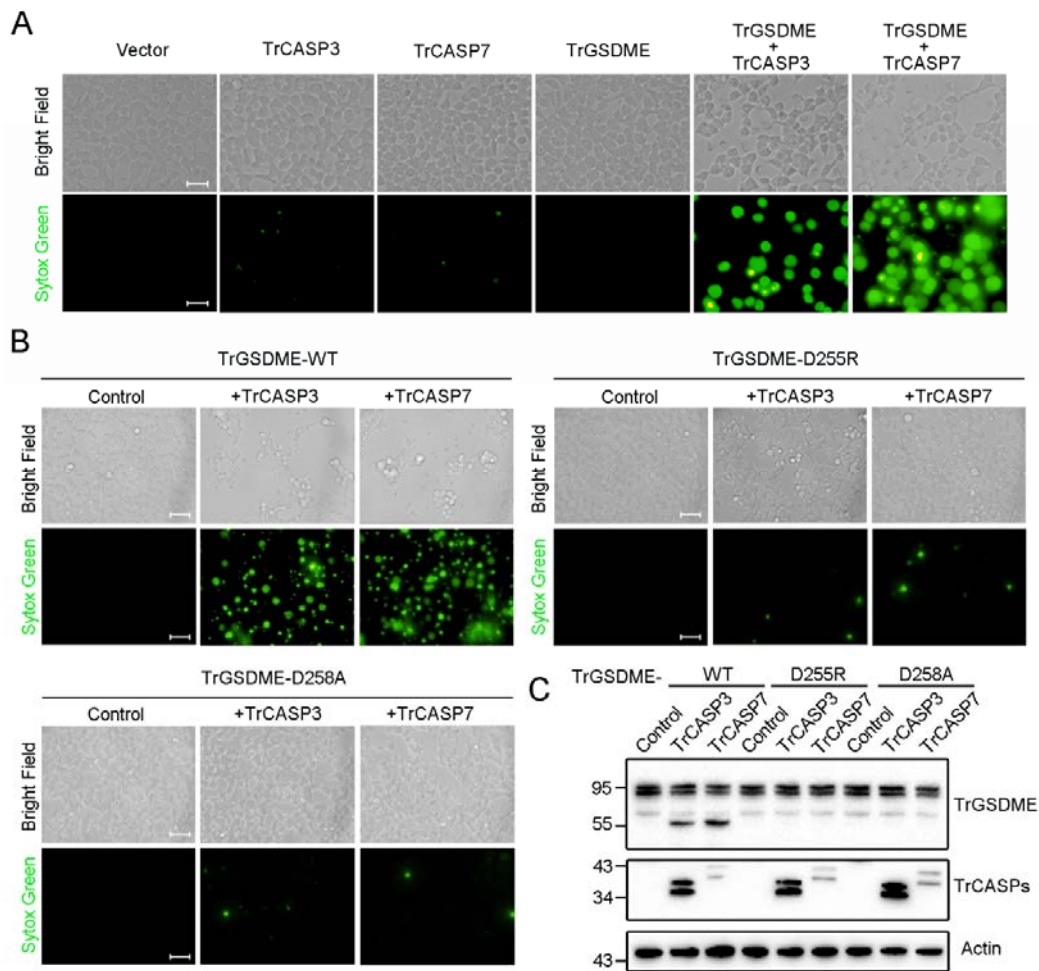 A
Vector
TrCASP3
TrCASP7
TrGSDME
TrGSDME
+
TrCASP3
TrGSDME
+
TrCASP7
Bright Field
Sytox Green
B
TrGSDME-WT
Control
+TrCASP3
+TrCASP7
Bright Field
Sytox Green
TrGSDME-D255R
Control
+TrCASP3
+TrCASP7
Bright Field
Sytox Green
TrGSDME-D258A
Control
+TrCASP3
+TrCASP7
Bright Field
Sytox Green
C
TrGSDME-
WT
D255R
D258A
Control
TrCASP3
TrCASP7
Control
TrCASP3
TrCASP7
Control
TrCASP3
TrCASP7
95
55
TrGSDME
43
34
TrCASPs
43
Actin